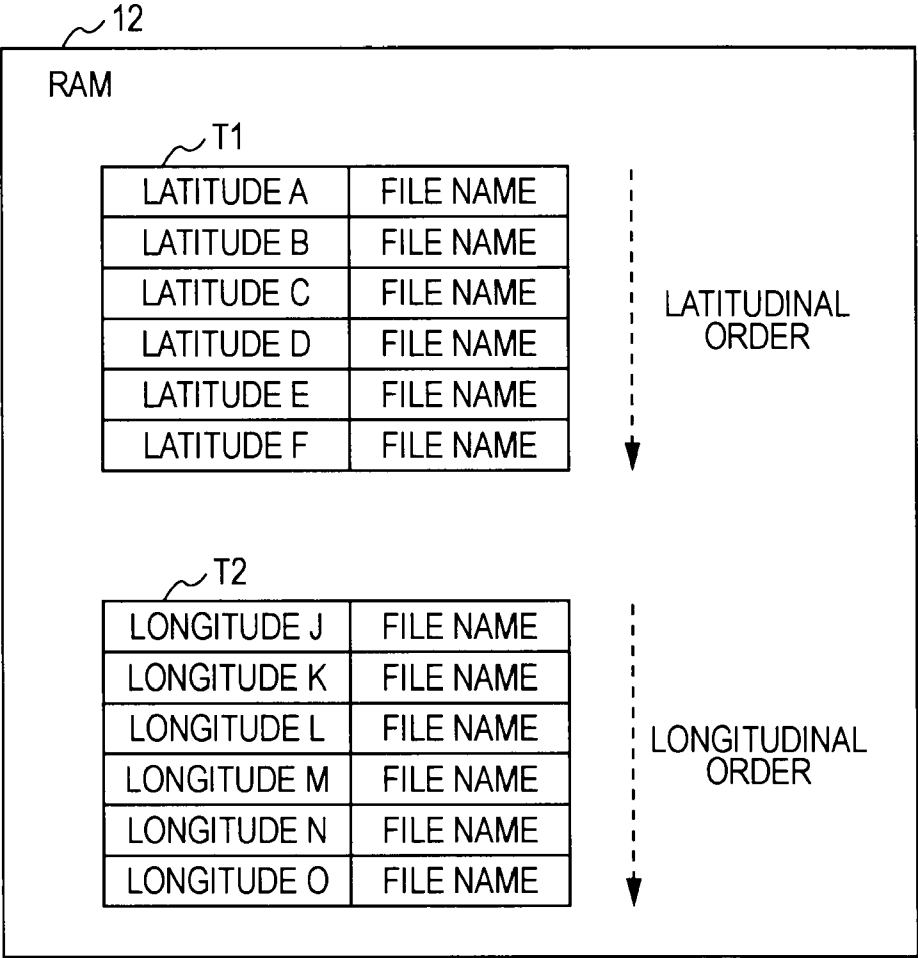 12
RAM
T1
LATITUDE A FILE NAME
LATITUDE B FILE NAME
LATITUDE C FILE NAME
LATITUDE D FILE NAME
LATITUDE E FILE NAME
LATITUDE F FILE NAME
LATITUDINAL
ORDER
T2
LONGITUDE J FILE NAME
LONGITUDE K FILE NAME
LONGITUDE L FILE NAME
LONGITUDE M FILE NAME
LONGITUDE N FILE NAME
LONGITUDE O FILE NAME
LONGITUDINAL
ORDER